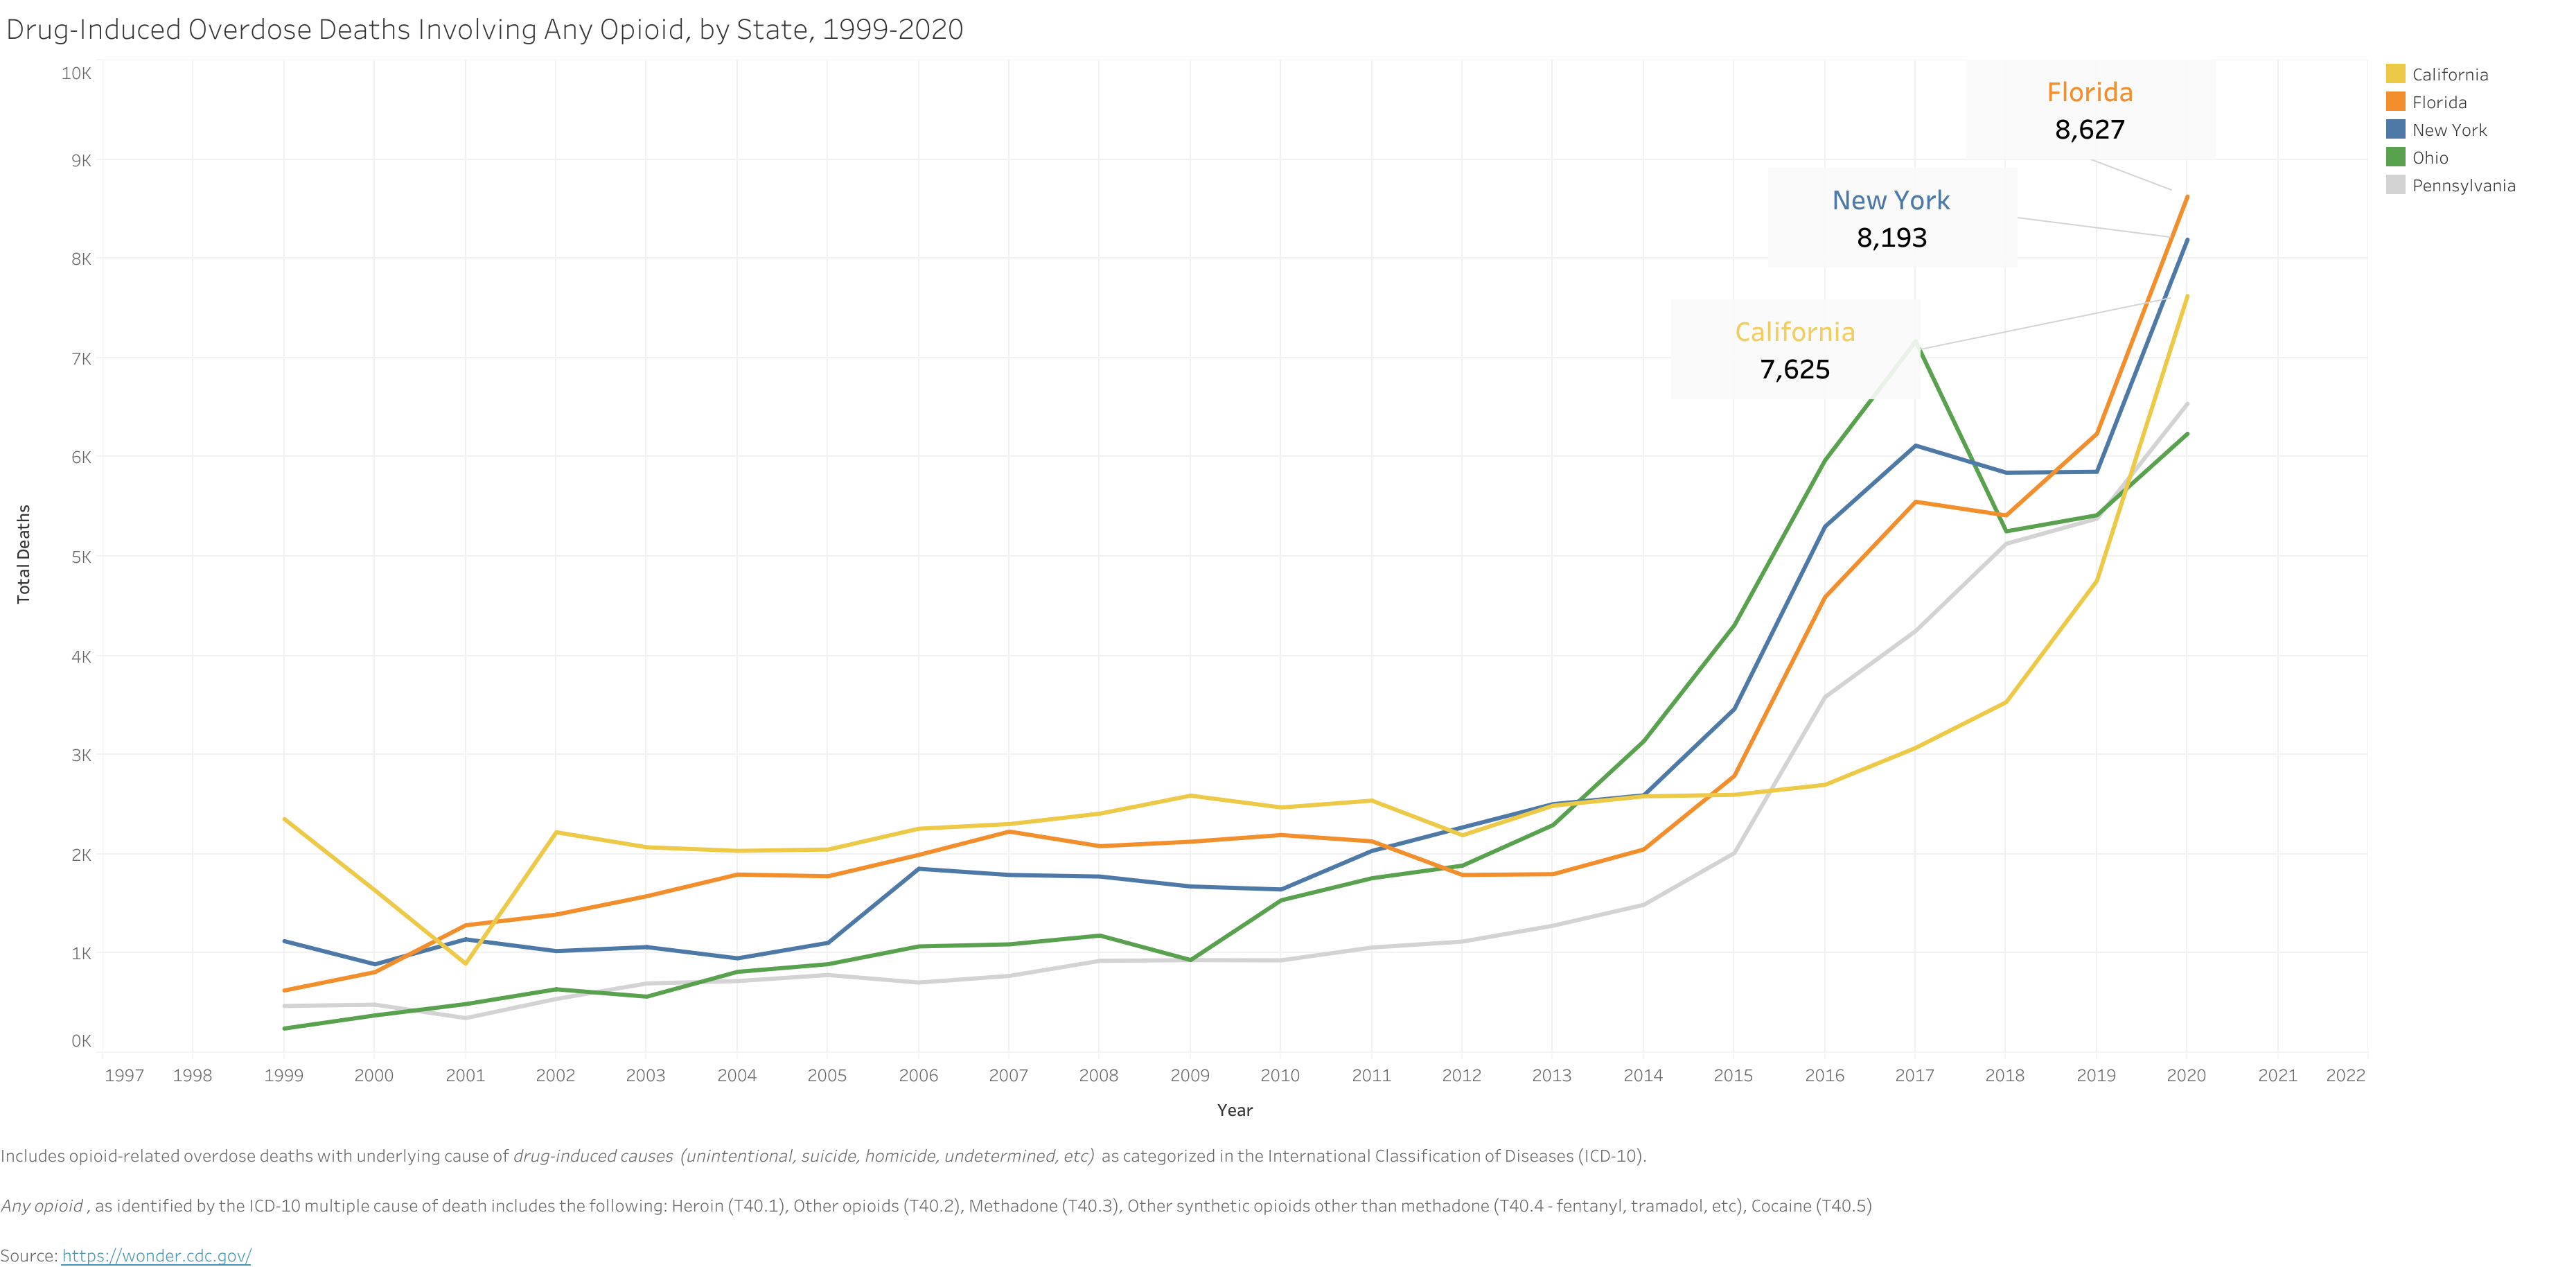 Drug-Induced Overdose Deaths Involving Any Opioid, by State, 1999-2020
10K
9K
8K
7K
6K
5K
4K
3K
2K
1K
0K
Total Deaths
Florida
8,627
New York
8,193
California
7,625
California
Florida
New York
Ohio
Pennsylvania
1997 1998 1999 2000 2001 2002 2003 2004 2005 2006 2007 2008 2009 2010 2011 2012 2013 2014 2015 2016 2017 2018 2019 2020 2021 2022
Year
Includes opioid-related overdose deaths with underlying cause of drug-induced causes (unintentional, suicide, homicide, undetermined, etc) as categorized in the International Classification of Diseases (ICD-10).
Any opioid , as identified by the ICD-10 multiple cause of death includes the following: Heroin (T40.1), Other opioids (T40.2), Methadone (T40.3), Other synthetic opioids other than methadone (T40.4 - fentanyl, tramadol, etc), Cocaine (T40.5)
Source: https://wonder.cdc.gov/